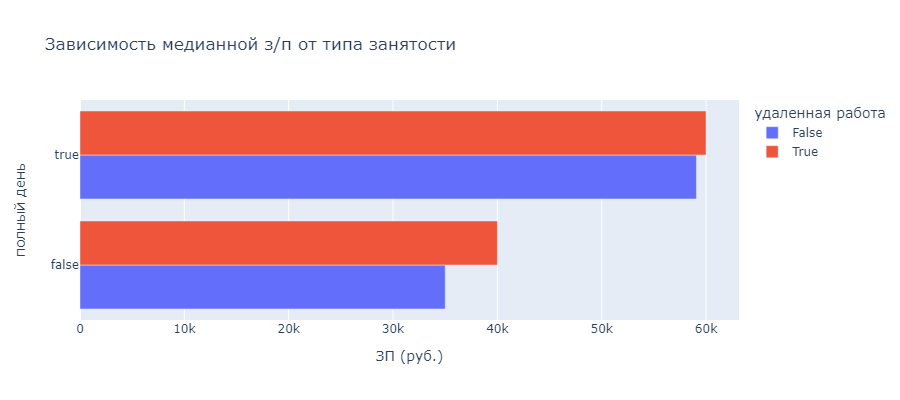 Зависимость медианной з/п от типа занятости
удаленная работа
False
True
полный день
true
false
0 10k 20k 30k 40k 50k 60k
ЗП (руб.)